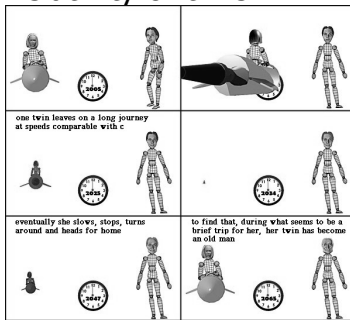 2005
one twin leaves on a long journey
at speeds comparable with c
2025
eventually she slows, stops, turns
around and heads for home
to find that, during what seems to be a
brief trip for her, her twin has become
an old man
2047
2065